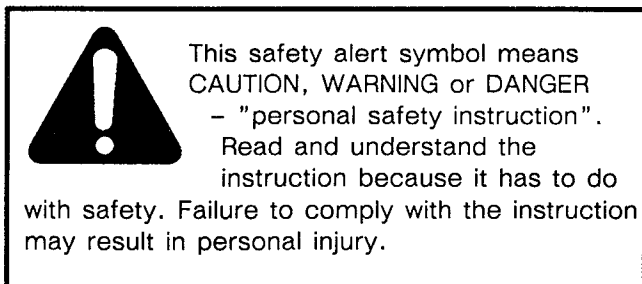 This safety alert symbol means
CAUTION, WARNING or DANGER
– "personal safety instruction".
Read and understand the
instruction because it has to do
with safety. Failure to comply with the instruction
may result in personal injury.